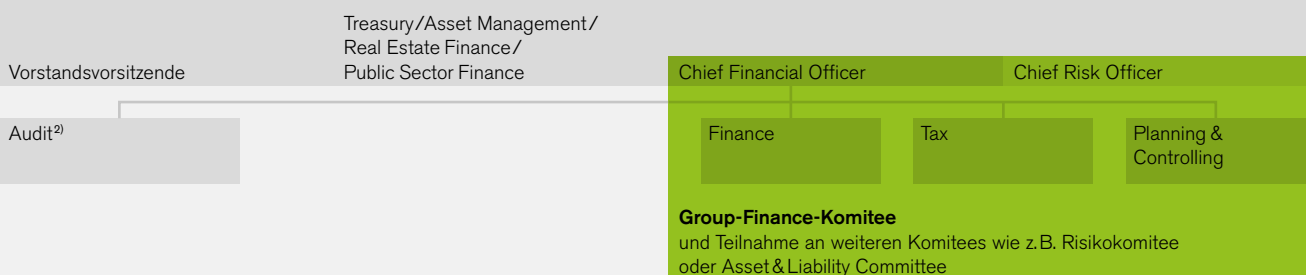 Treasury/Asset Management/
Real Estate Finance/
Vorstandsvorsitzende
Public Sector Finance
Chief Financial Officer
Chief Risk Officer
Audit²⁾
Finance
Tax
Planning &
Controlling
Group-Finance-Komitee
und Teilnahme an weiteren Komitees wie z.B. Risikokomitee
oder Asset & Liability Committee